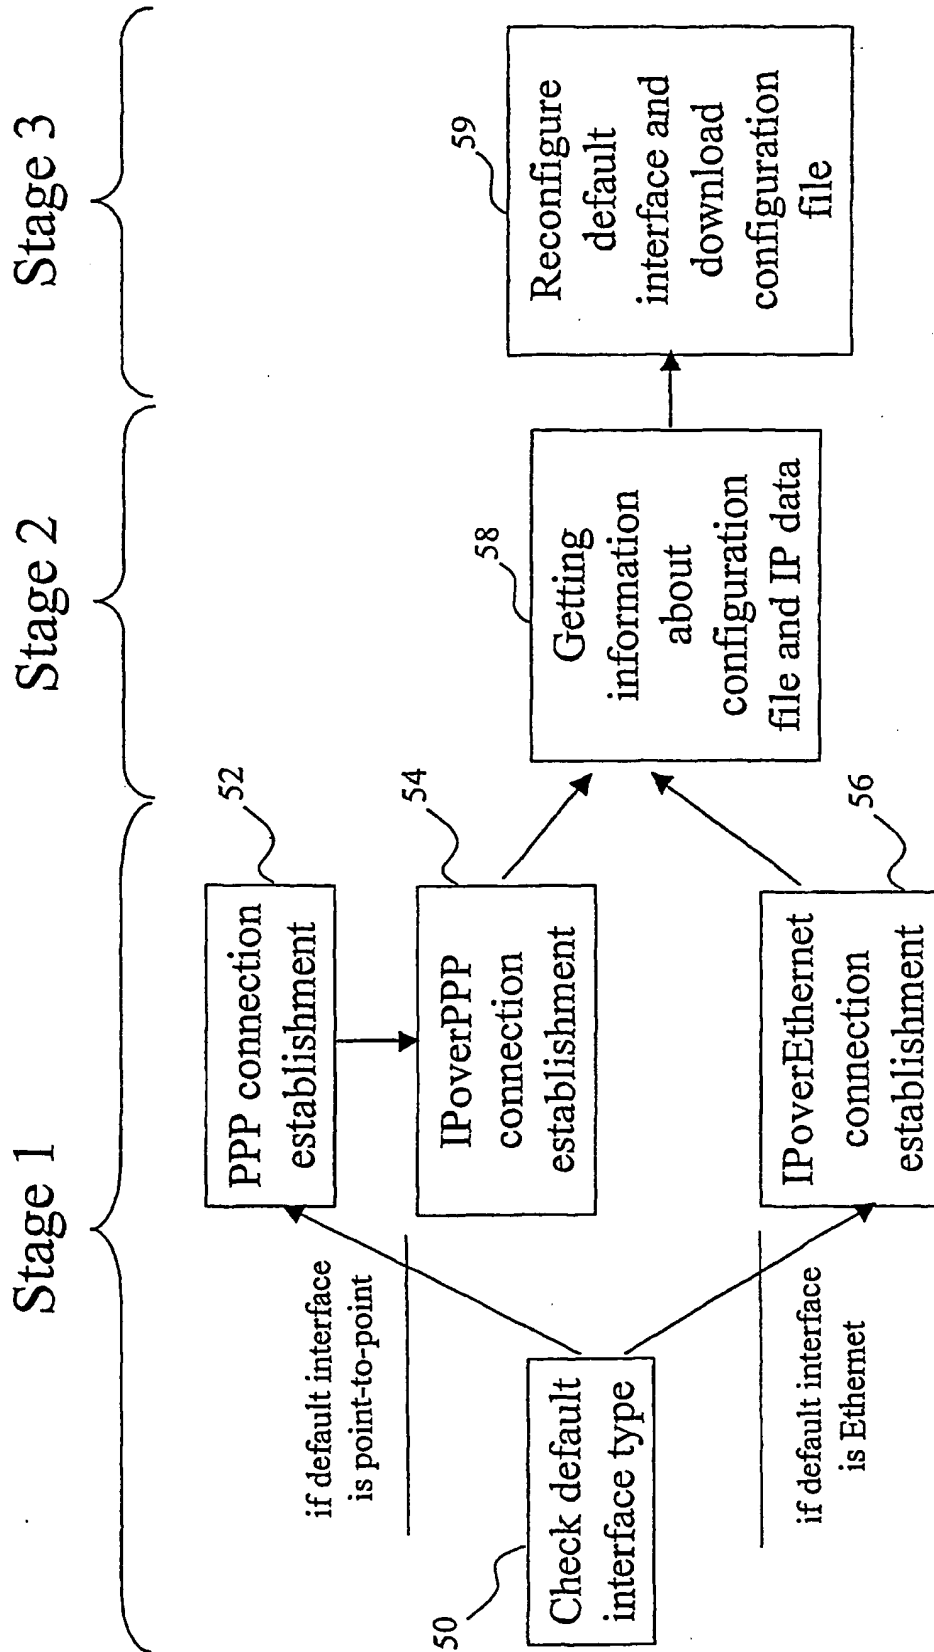 Stage 1
Stage 2
Stage 3
50
Check default
interface type
if default interface
is point-to-point
if default interface
is Ethernet
52
PPP connection
establishment
54
IPoverPPP
connection
establishment
56
IPoverEthernet
connection
establishment
58
Getting
information
about
configuration
file and IP data
59
Reconfigure
default
interface and
download
configuration
file